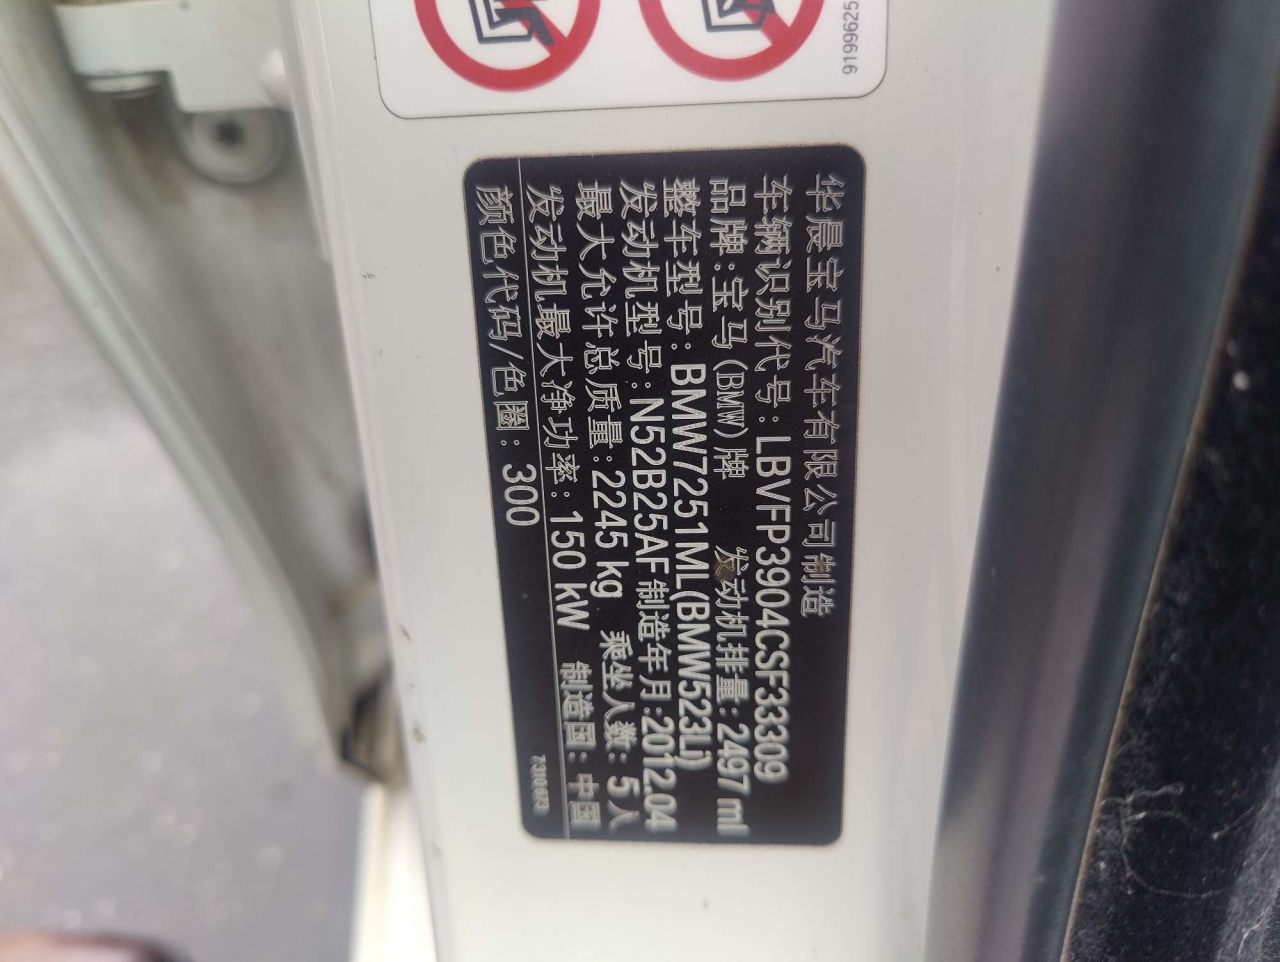 9199625
华晨宝马汽车有限公司制造
车辆识别代号:LBVFP3904CSF33309
品牌:宝马(BMW)牌 发动机排量:2497 ml
整车型号:BMW7251ML(BMW523Li)
发动机型号:N52B25AF 制造年月:2012.04
最大允许总质量:2245 kg 乘坐人数:5人
发动机最大净功率:150 kW 制造国:中国
颜色代码/色圈:300